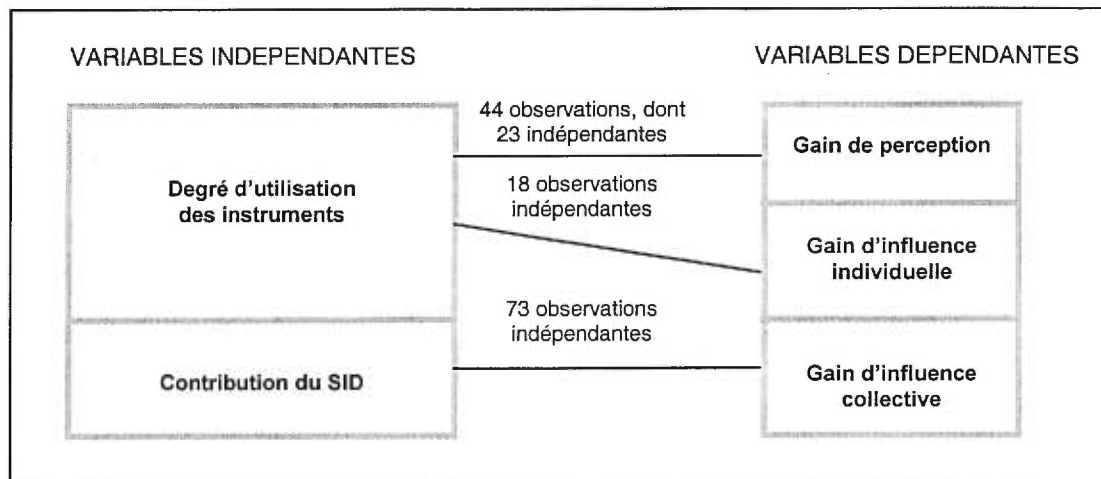 VARIABLES INDEPENDANTES
VARIABLES DEPENDANTES
Degré d'utilisation
des instruments
Contribution du SID
44 observations, dont
23 indépendantes
18 observations
indépendantes
73 observations
indépendantes
Gain de perception
Gain d'influence
individuelle
Gain d'influence
collective